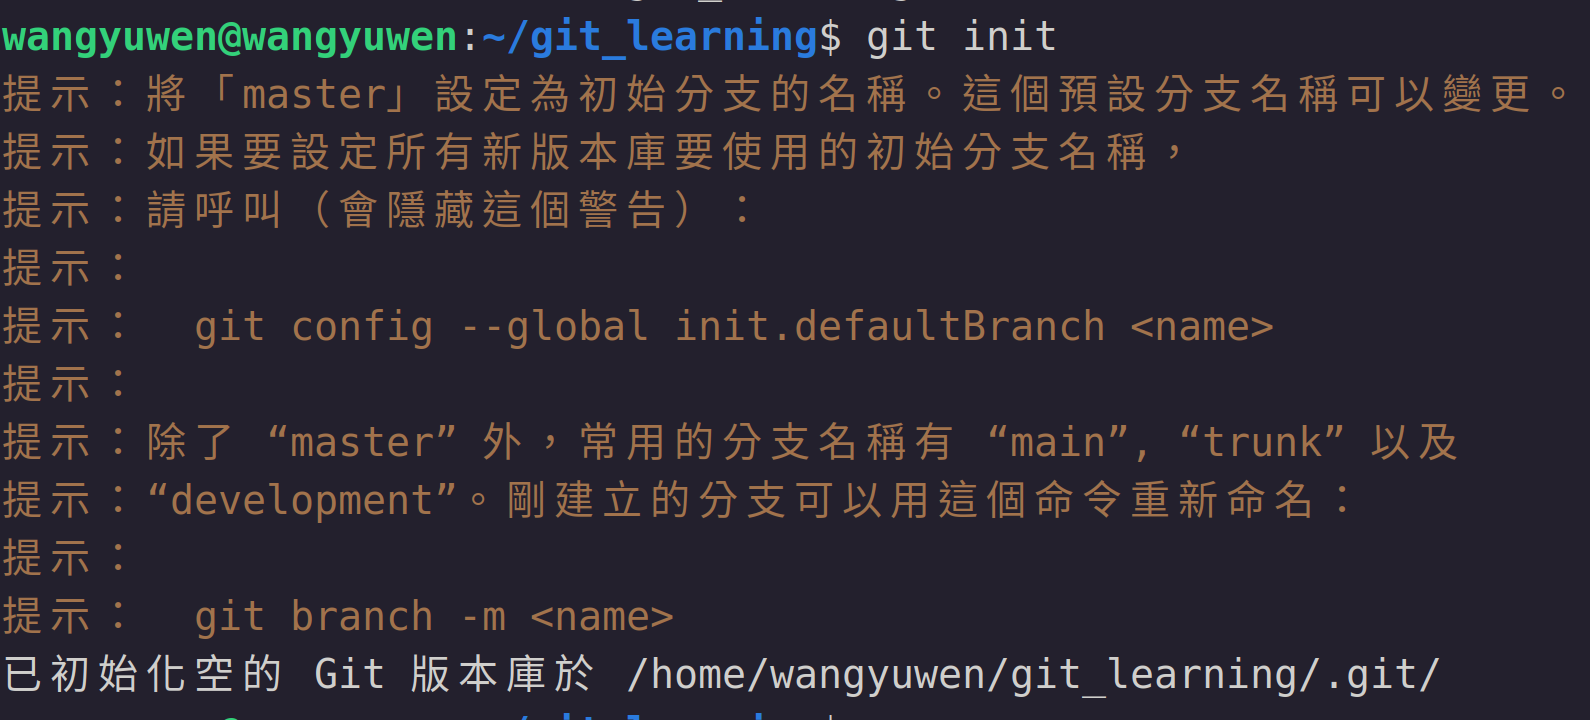 wangyuwen@wangyuwen:~/git_learning$ git init
提示：將「master」設定為初始分支的名稱。這個預設分支名稱可以變更。
提示：如果要設定所有新版本庫要使用的初始分支名稱，
提示：請呼叫（會隱藏這個警告）：
提示：
提示：  git config --global init.defaultBranch <name>
提示：
提示：除了 “master” 外，常用的分支名稱有 “main”, “trunk” 以及
提示：“development”。剛建立的分支可以用這個命令重新命名：
提示：
提示：  git branch -m <name>
已初始化空的 Git 版本庫於 /home/wangyuwen/git_learning/.git/